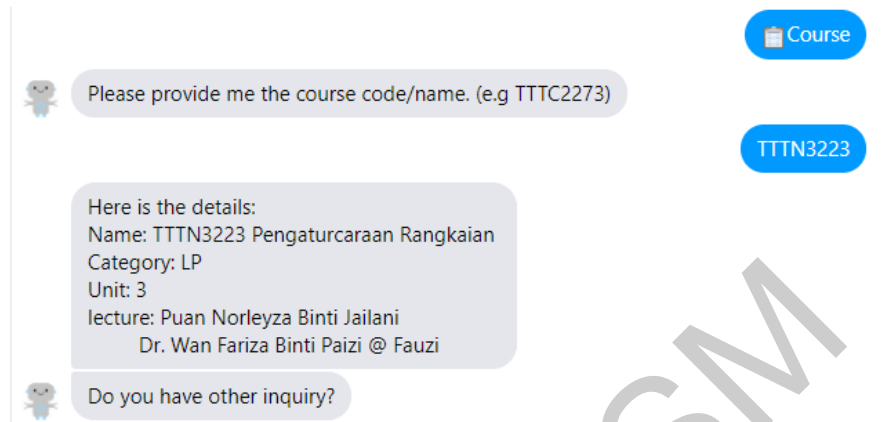 Course
Please provide me the course code/name. (e.g TTTC2273)
TTTN3223
Here is the details:
Name: TTTN3223 Pengaturcaraan Rangkaian
Category: LP
Unit: 3
lecture: Puan Norleyza Binti Jailani
Dr. Wan Fariza Binti Paizi @ Fauzi
Do you have other inquiry?
SM